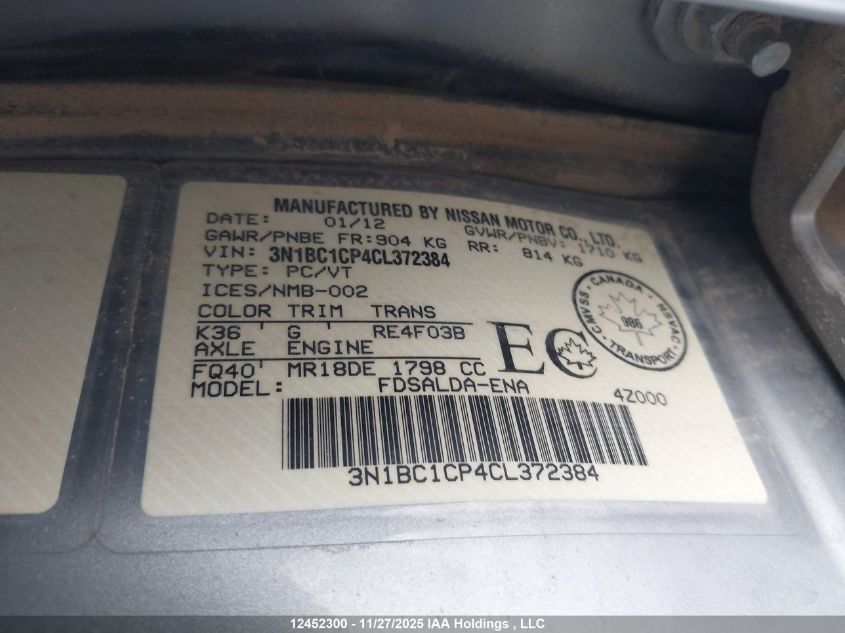 MANUFACTURED BY NISSAN MOTOR CO., LTD.
DATE: 01/12 GVWR/PNBV: 1710 KG
GAWR/PNBE FR: 904 KG RR: 814 KG
VIN: 3N1BC1CP4CL372384
TYPE: PC/VT
ICES/NMB-002
COLOR TRIM TRANS
K36 ' G ' RE4F03B
AXLE ENGINE
FQ40' MR18DE 1798 CC
MODEL: FDSALDA-ENA
4Z000
EC
CANADA
CMVSS · NSVAC
986
TRANSPORT
3N1BC1CP4CL372384
12452300 - 11/27/2025 IAA Holdings , LLC